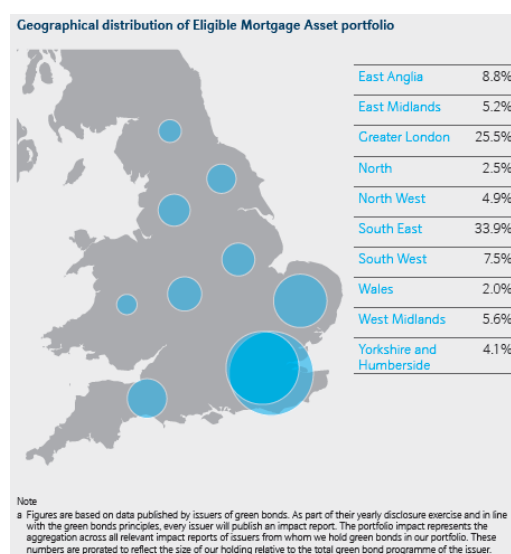 Geographical distribution of Eligible Mortgage Asset portfolio
East Anglia 8.8%
East Midlands 5.2%
Greater London 25.5%
North 2.5%
North West 4.9%
South East 33.9%
South West 7.5%
Wales 2.0%
West Midlands 5.6%
Yorkshire and 4.1%
Humberside
Note
a Figures are based on data published by issuers of green bonds. As part of their yearly disclosure exercise and in line
with the green bonds principles, every issuer will publish an impact report. The portfolio impact represents the
aggregation across all relevant impact reports of issuers from whom we hold green bonds in our portfolio. These
numbers are prorated to reflect the size of our holding relative to the total green bond programme of the issuer.